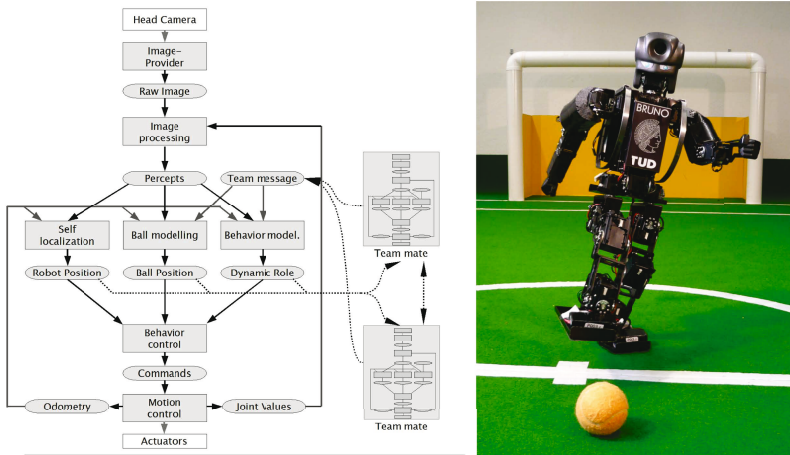 Head Camera
Image-
Provider
Raw Image
Image
processing
Percepts
Team message
Self
localization
Ball modelling
Behavior model.
Robot Position
Ball Position
Dynamic Role
Behavior
control
Commands
Odometry
Motion
control
Joint Values
Actuators
Team mate
Team mate
BRUNO
TUD